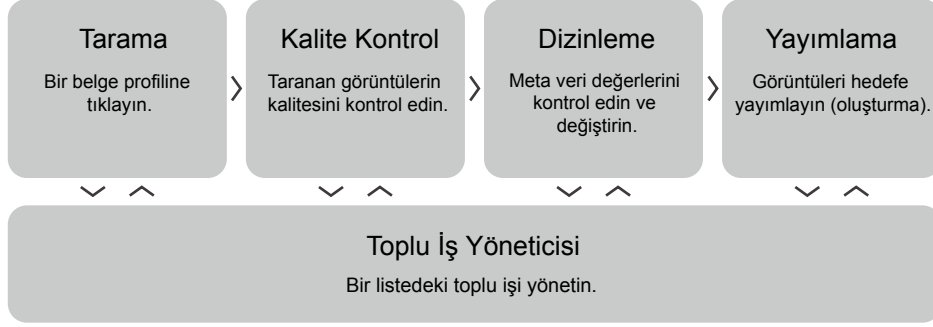 Tarama
Bir belge profiline
tıklayın.
Kalite Kontrol
Taranan görüntülerin
kalitesini kontrol edin.
Dizinleme
Meta veri değerlerini
kontrol edin ve
değiştirin.
Yayımlama
Görüntüleri hedefe
yayımlayın (oluşturma).
Toplu İş Yöneticisi
Bir listedeki toplu işi yönetin.